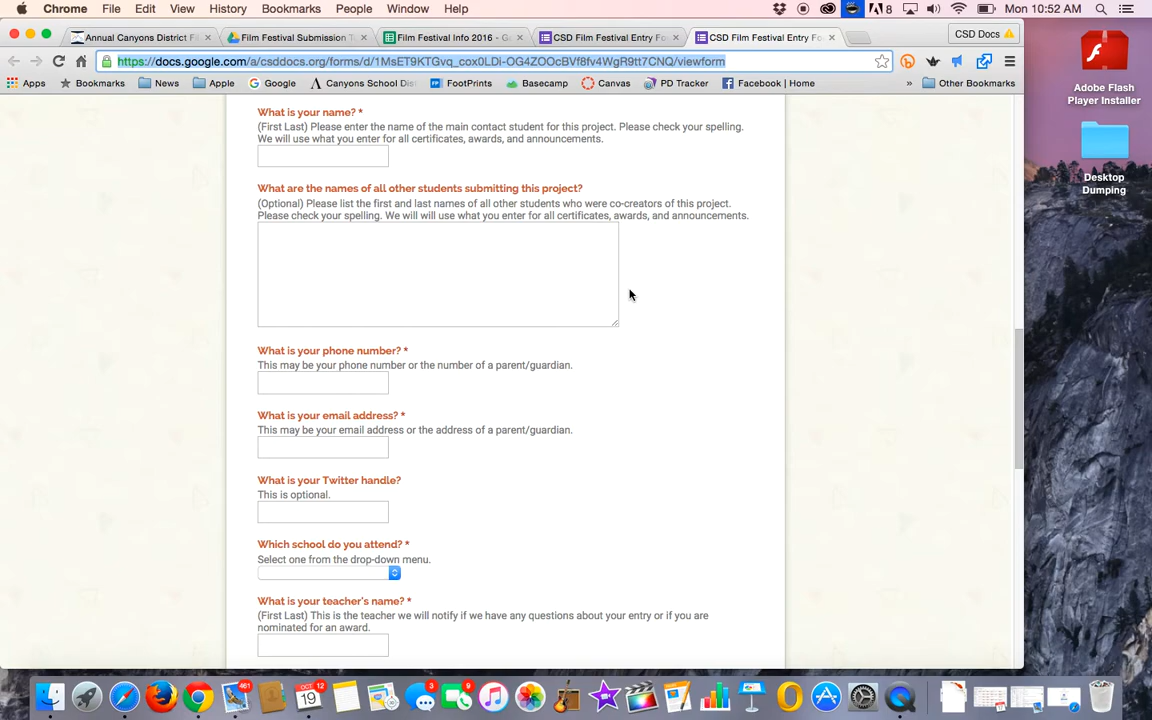 Chrome File Edit View History Bookmarks People Window Help 8 Mon 10:52 AM
Annual Canyons District Fi Film Festival Submission T Film Festival Info 2016 - G CSD Film Festival Entry Fo CSD Film Festival Entry Fo CSD Docs
https://docs.google.com/a/csddocs.org/forms/d/1MsET9KTGvq_cox0LDi-OG4ZOOcBVf8fv4WgR9tt7CNQ/viewform
Apps Bookmarks News Apple Google Canyons School Dis FootPrints Basecamp Canvas PD Tracker Facebook | Home » Other Bookmarks
What is your name? *
(First Last) Please enter the name of the main contact student for this project. Please check your spelling.
We will use what you enter for all certificates, awards, and announcements.
What are the names of all other students submitting this project?
(Optional) Please list the first and last names of all other students who were co-creators of this project.
Please check your spelling. We will will use what you enter for all certificates, awards, and announcements.
What is your phone number? *
This may be your phone number or the number of a parent/guardian.
What is your email address? *
This may be your email address or the address of a parent/guardian.
What is your Twitter handle?
This is optional.
Which school do you attend? *
Select one from the drop-down menu.
What is your teacher's name? *
(First Last) This is the teacher we will notify if we have any questions about your entry or if you are
nominated for an award.
Adobe Flash
Player Installer
Desktop
Dumping
461 OCT 19 12 3 9